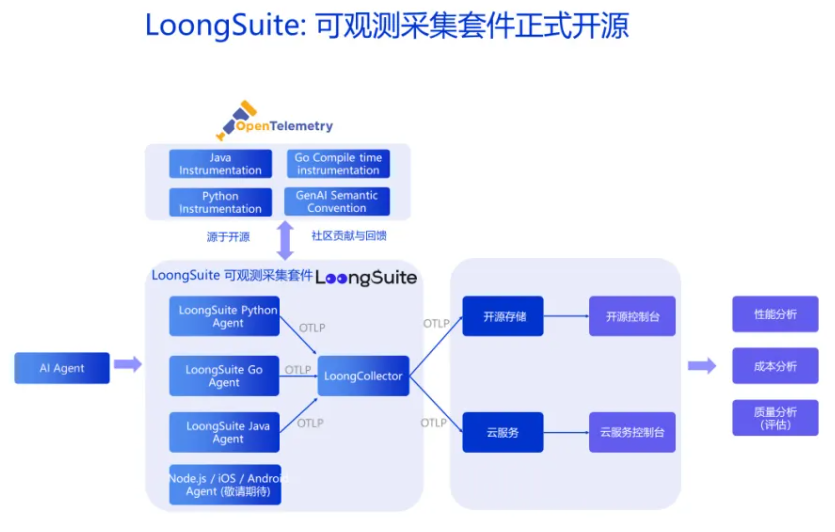 LoongSuite: 可观测采集套件正式开源
OpenTelemetry
Java
Instrumentation
Go Compile time
instrumentation
Python
Instrumentation
GenAI Semantic
Convention
源于开源
社区贡献与回馈
LoongSuite 可观测采集套件
LoongSuite
AI Agent
LoongSuite Python
Agent
OTLP
LoongSuite Go
Agent
OTLP
LoongSuite Java
Agent
OTLP
Node.js / iOS / Android
Agent (敬请期待)
LoongCollector
OTLP
OTLP
开源存储
开源控制台
云服务
云服务控制台
性能分析
成本分析
质量分析
(评估)